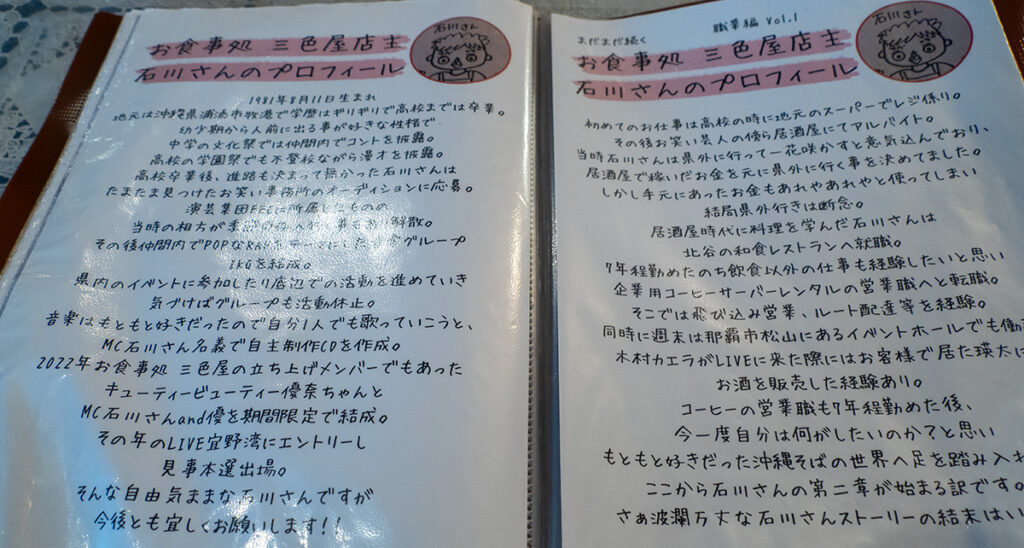 お食事処 三色屋店主
石川さんのプロフィール
石川さん
1981年8月11日生まれ
地元は沖縄県浦添市牧港で学歴はギリギリで高校までは卒業。
幼少期から人前に出る事が好きな性格で
中学の文化祭では仲間内でコントを披露。
高校の学園祭でも不登校ながら漫才を披露。
高校卒業後、進路も決まって無かった石川さんは
たまたま見つけたお笑い事務所のオーディションに応募。
演芸集団FECに所属したものの
当時の相方が
解散。
その後仲間内でPOPなRAPをテーマにした
グループ
IKGを結成。
県内のイベントに参加したり底辺での活動を進めていき
気づけばグループも活動休止。
音楽はもともと好きだったので自分1人でも歌っていこうと、
MC石川さん名義で自主制作CDを作成。
2022年お食事処 三色屋の立ち上げメンバーでもあった
キューティービューティー優奈ちゃんと
MC石川さんand優を期間限定で結成。
その年のLIVE宜野湾にエントリーし
見事本選出場。
そんな自由気ままな石川さんですが
今後とも宜しくお願いします!!
職業編 Vol.1
まだまだ続く
お食事処 三色屋店主
石川さんのプロフィール
石川さん
初めてのお仕事は高校の時に地元のスーパーでレジ係り。
その後お笑い芸人の傍ら居酒屋にてアルバイト。
当時石川さんは県外に行って一花咲かすと意気込んでおり、
居酒屋で稼いだお金を元に県外に行く事を決めてました。
しかし手元にあったお金もあれやあれやと使ってしまい
結局県外行きは断念。
居酒屋時代に料理を学んだ石川さんは
北谷の和食レストランへ就職。
7年程勤めたのち飲食以外の仕事も経験したいと思い
企業用コーヒーサーバーレンタルの営業職へと転職。
そこでは飛び込み営業、ルート配達等を経験。
同時に週末は那覇市松山にあるイベントホールでも働
木村カエラがLIVEに来た際にはお客様で居た瑛太に
お酒を販売した経験あり。
コーヒーの営業職も7年程勤めた後、
今一度自分は何がしたいのか?と思い
もともと好きだった沖縄そばの世界へ足を踏み入れ
ここから石川さんの第二章が始まる訳です。
さぁ波瀾万丈な石川さんストーリーの結末はい